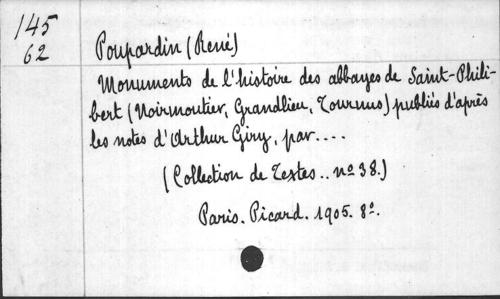 145
62
Poupardin (René)
Monuments de l'histoire des abbayes de Saint-Phili-
bert (Noirmoutier, Grandlieu, Tournus) publiés d'après
les notes d'Arthur Giry, par....
(Collection de Textes.. nº 38.)
Paris. Picard. 1905. 8º.